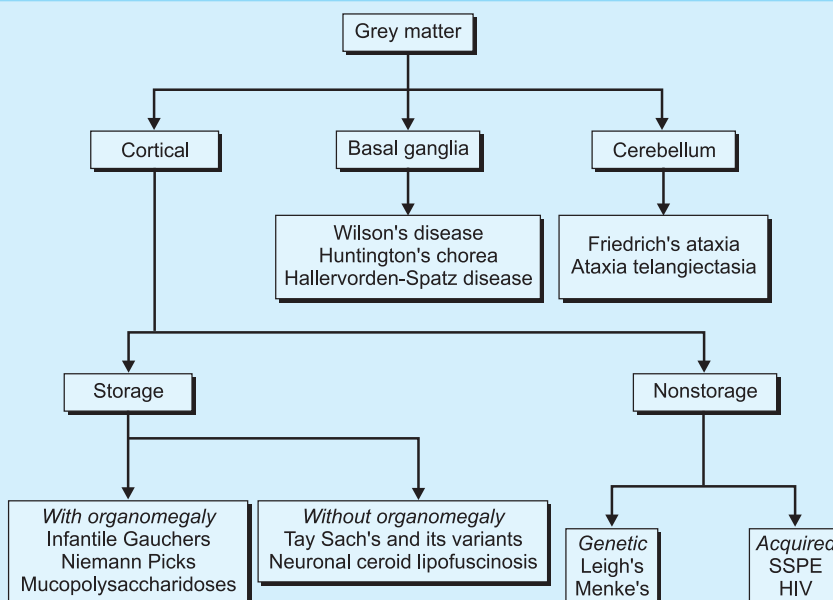 Grey matter
Cortical
Basal ganglia
Cerebellum
Wilson's disease
Huntington's chorea
Hallervorden-Spatz disease
Friedrich's ataxia
Ataxia telangiectasia
Storage
Nonstorage
With organomegaly
Infantile Gauchers
Niemann Picks
Mucopolysaccharidoses
Without organomegaly
Tay Sach's and its variants
Neuronal ceroid lipofuscinosis
Genetic
Leigh's
Menke's
Acquired
SSPE
HIV